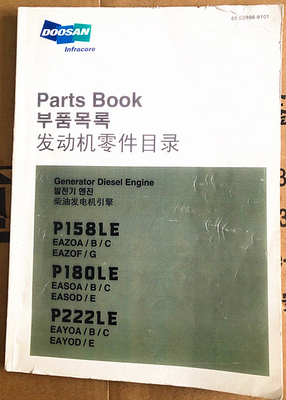 DOOSAN
Infracore
Parts Book
부품목록
发动机零件目录
Generator Diesel Engine
발전기 엔진
柴油发电机引擎
P158LE
EAZOA / B / C
EAZOF / G
P180LE
EASOA / B / C
EASOD / E
P222LE
EAYOA / B / C
EAYOD / E